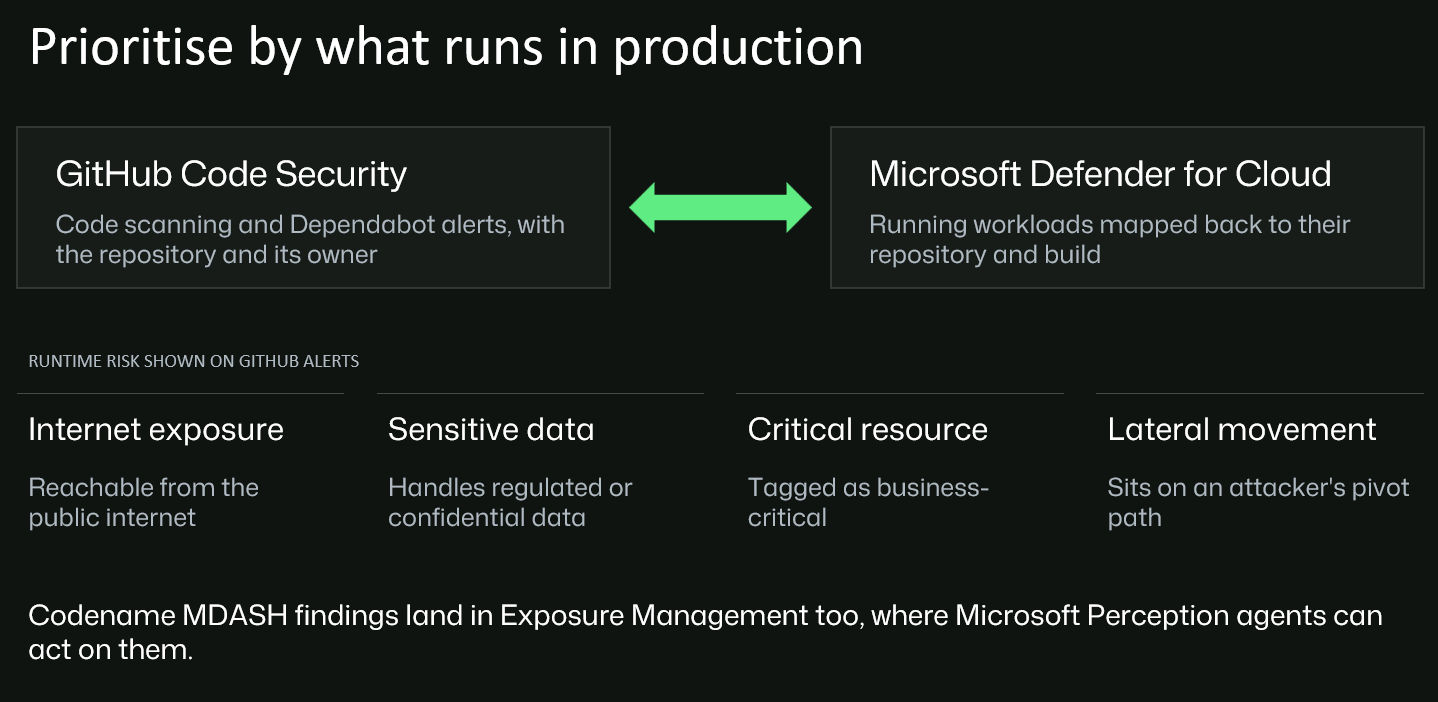 Prioritise by what runs in production
GitHub Code Security
Code scanning and Dependabot alerts, with
the repository and its owner
Microsoft Defender for Cloud
Running workloads mapped back to their
repository and build
RUNTIME RISK SHOWN ON GITHUB ALERTS
Internet exposure
Reachable from the
public internet
Sensitive data
Handles regulated or
confidential data
Critical resource
Tagged as business-
critical
Lateral movement
Sits on an attacker's pivot
path
Codename MDASH findings land in Exposure Management too, where Microsoft Perception agents can
act on them.